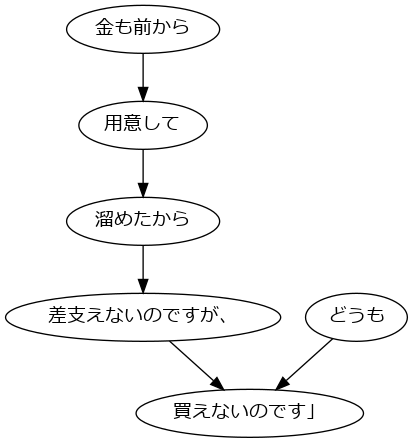 金も前から
用意して
溜めたから
差支えないのですが、
どうも
買えないのです」